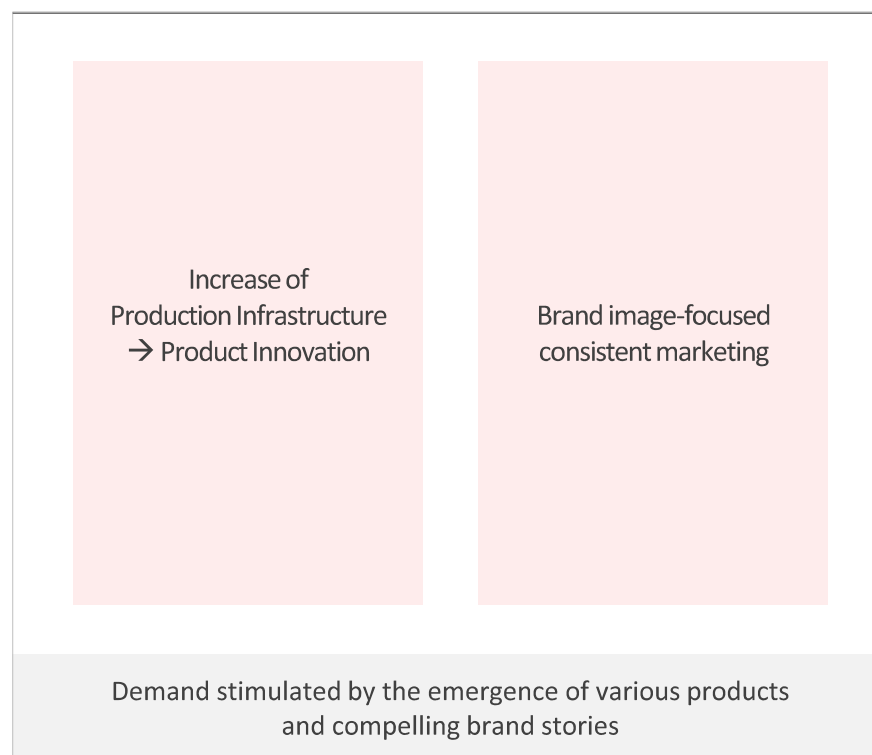 Increase of
Production Infrastructure
→ Product Innovation
Brand image-focused
consistent marketing
Demand stimulated by the emergence of various products
and compelling brand stories